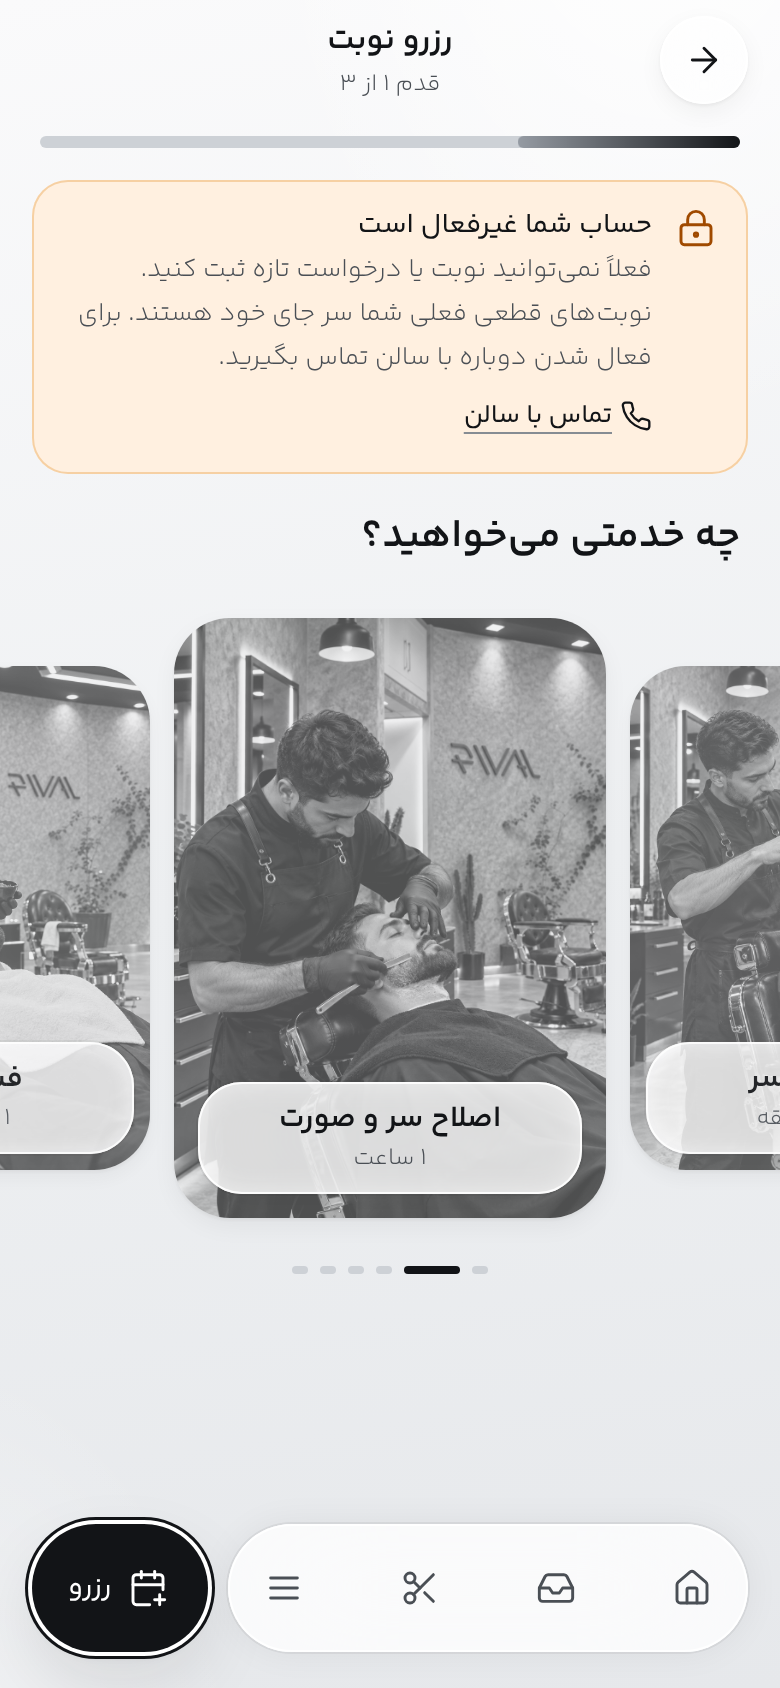 رزرو نوبت
قدم ۱ از ۳
حساب شما غیرفعال است
فعلاً نمی‌توانید نوبت یا درخواست تازه ثبت کنید.
نوبت‌های قطعی فعلی شما سر جای خود هستند. برای
فعال شدن دوباره با سالن تماس بگیرید.
تماس با سالن
چه خدمتی می‌خواهید؟
اصلاح سر و صورت
۱ ساعت
رزرو